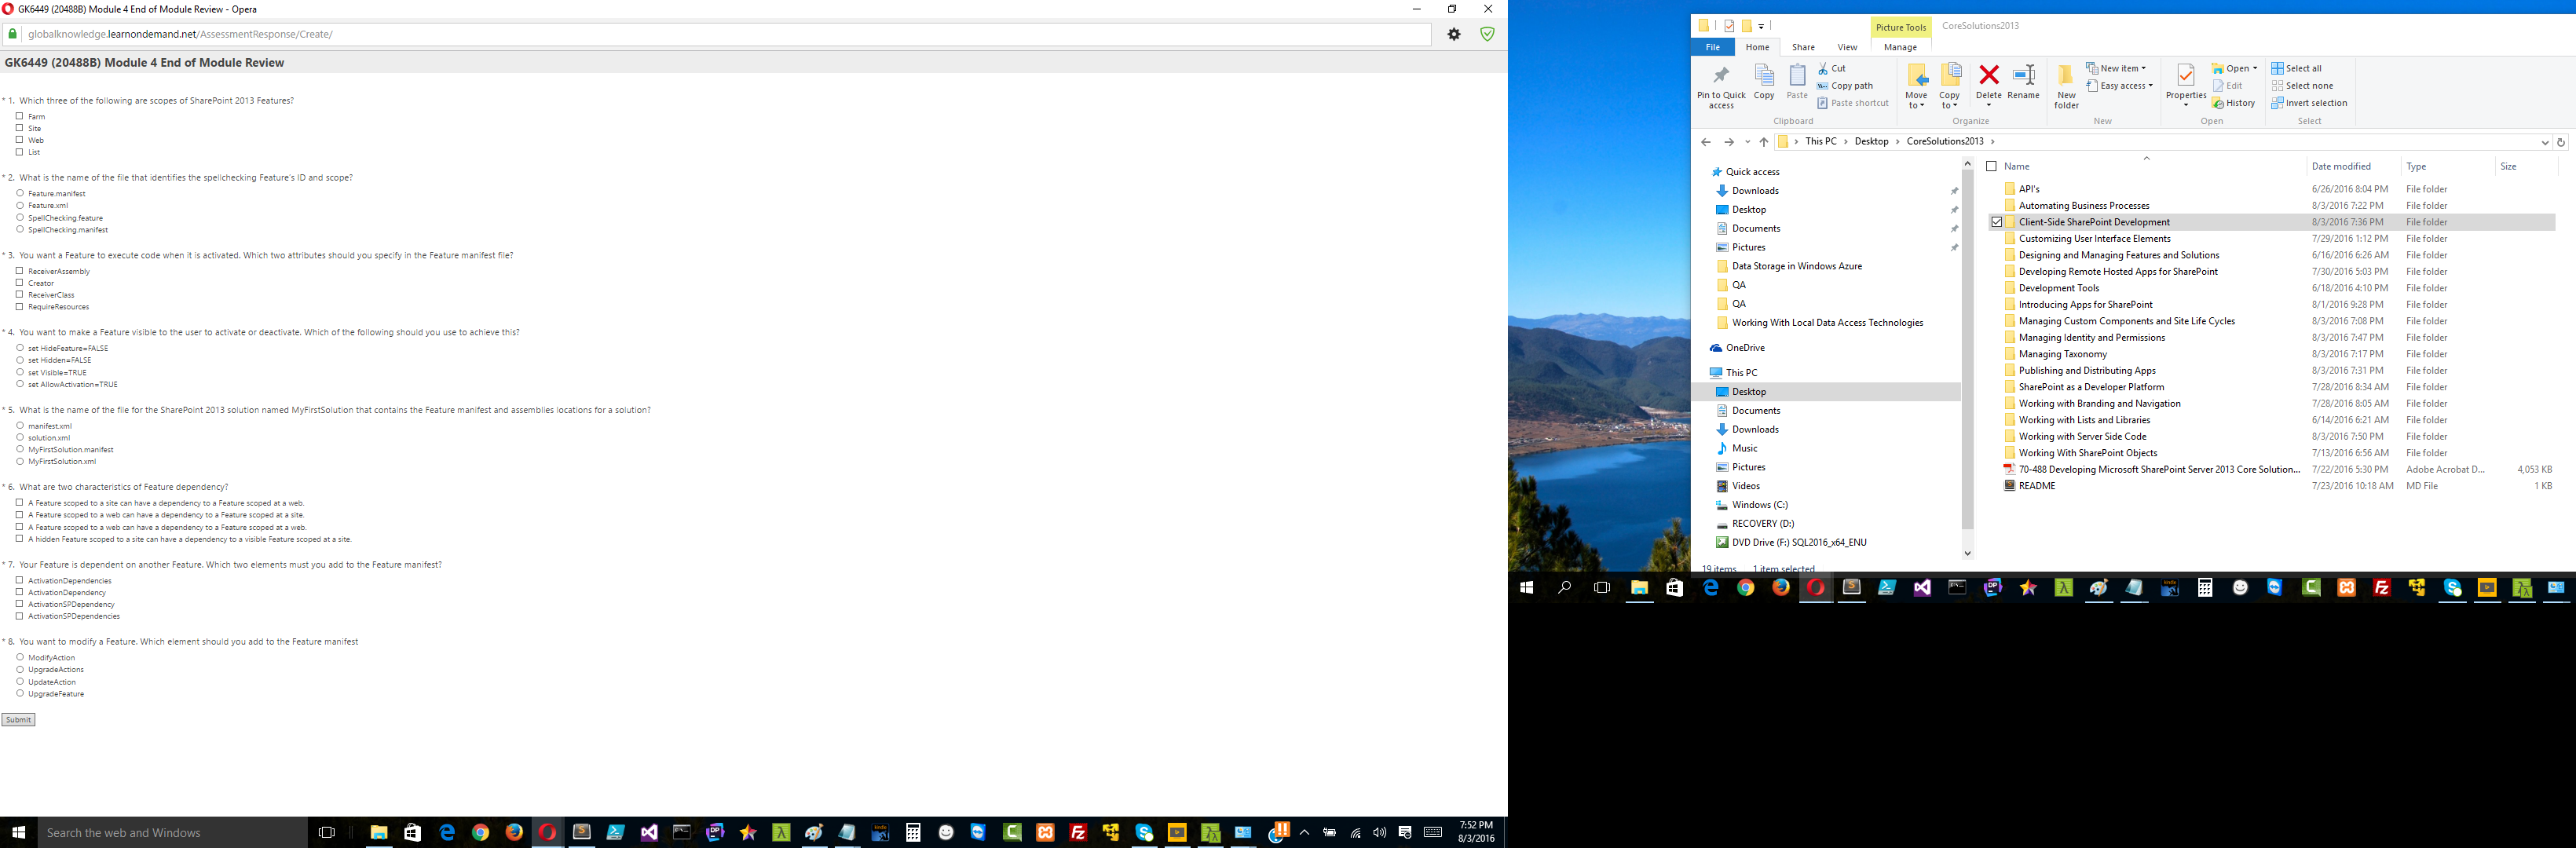 GK6449 (20488B) Module 4 End of Module Review - Opera
globalknowledge.learnondemand.net/AssessmentResponse/Create/
GK6449 (20488B) Module 4 End of Module Review
* 1. Which three of the following are scopes of SharePoint 2013 Features?
Farm
Site
Web
List
* 2. What is the name of the file that identifies the spellchecking Feature's ID and scope?
Feature.manifest
Feature.xml
SpellChecking.feature
SpellChecking.manifest
* 3. You want a Feature to execute code when it is activated. Which two attributes should you specify in the Feature manifest file?
ReceiverAssembly
Creator
ReceiverClass
RequireResources
* 4. You want to make a Feature visible to the user to activate or deactivate. Which of the following should you use to achieve this?
set HideFeature=FALSE
set Hidden=FALSE
set Visible=TRUE
set AllowActivation=TRUE
* 5. What is the name of the file for the SharePoint 2013 solution named MyFirstSolution that contains the Feature manifest and assemblies locations for a solution?
manifest.xml
solution.xml
MyFirstSolution.manifest
MyFirstSolution.xml
* 6. What are two characteristics of Feature dependency?
A Feature scoped to a site can have a dependency to a Feature scoped at a web.
A Feature scoped to a web can have a dependency to a Feature scoped at a site.
A Feature scoped to a web can have a dependency to a Feature scoped at a web.
A hidden Feature scoped to a site can have a dependency to a visible Feature scoped at a site.
* 7. Your Feature is dependent on another Feature. Which two elements must you add to the Feature manifest?
ActivationDependencies
ActivationDependency
ActivationSPDependency
ActivationSPDependencies
* 8. You want to modify a Feature. Which element should you add to the Feature manifest
ModifyAction
UpgradeActions
UpdateAction
UpgradeFeature
Submit
Search the web and Windows
7:52 PM
8/3/2016
Picture Tools CoreSolutions2013
File Home Share View Manage
Pin to Quick access
Copy
Paste
Cut
Copy path
Paste shortcut
Clipboard
Move to
Copy to
Delete
Rename
Organize
New folder
New item
Easy access
New
Properties
Open
Edit
History
Open
Select all
Select none
Invert selection
Select
This PC > Desktop > CoreSolutions2013 >
Quick access
Downloads
Desktop
Documents
Pictures
Data Storage in Windows Azure
QA
QA
Working With Local Data Access Technologies
OneDrive
This PC
Desktop
Documents
Downloads
Music
Pictures
Videos
Windows (C:)
RECOVERY (D:)
DVD Drive (F:) SQL2016_x64_ENU
Name Date modified Type Size
API's 6/26/2016 8:04 PM File folder
Automating Business Processes 8/3/2016 7:22 PM File folder
Client-Side SharePoint Development 8/3/2016 7:36 PM File folder
Customizing User Interface Elements 7/29/2016 1:12 PM File folder
Designing and Managing Features and Solutions 6/16/2016 6:26 AM File folder
Developing Remote Hosted Apps for SharePoint 7/30/2016 5:03 PM File folder
Development Tools 6/18/2016 4:10 PM File folder
Introducing Apps for SharePoint 8/1/2016 9:28 PM File folder
Managing Custom Components and Site Life Cycles 8/3/2016 7:08 PM File folder
Managing Identity and Permissions 8/3/2016 7:47 PM File folder
Managing Taxonomy 8/3/2016 7:17 PM File folder
Publishing and Distributing Apps 8/3/2016 7:31 PM File folder
SharePoint as a Developer Platform 7/28/2016 8:34 AM File folder
Working with Branding and Navigation 7/28/2016 8:05 AM File folder
Working with Lists and Libraries 6/14/2016 6:21 AM File folder
Working with Server Side Code 8/3/2016 7:50 PM File folder
Working With SharePoint Objects 7/13/2016 6:56 AM File folder
70-488 Developing Microsoft SharePoint Server 2013 Core Solution... 7/22/2016 5:30 PM Adobe Acrobat D... 4,053 KB
README 7/23/2016 10:18 AM MD File 1 KB
19 items 1 item selected